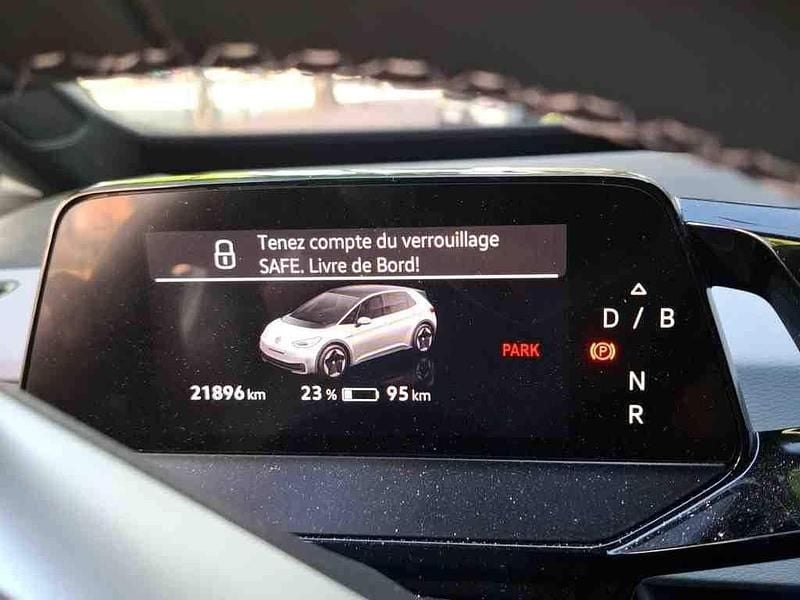 Tenez compte du verrouillage
SAFE. Livre de Bord!
D / B
PARK
P
N
21896 km 23 % 95 km
R